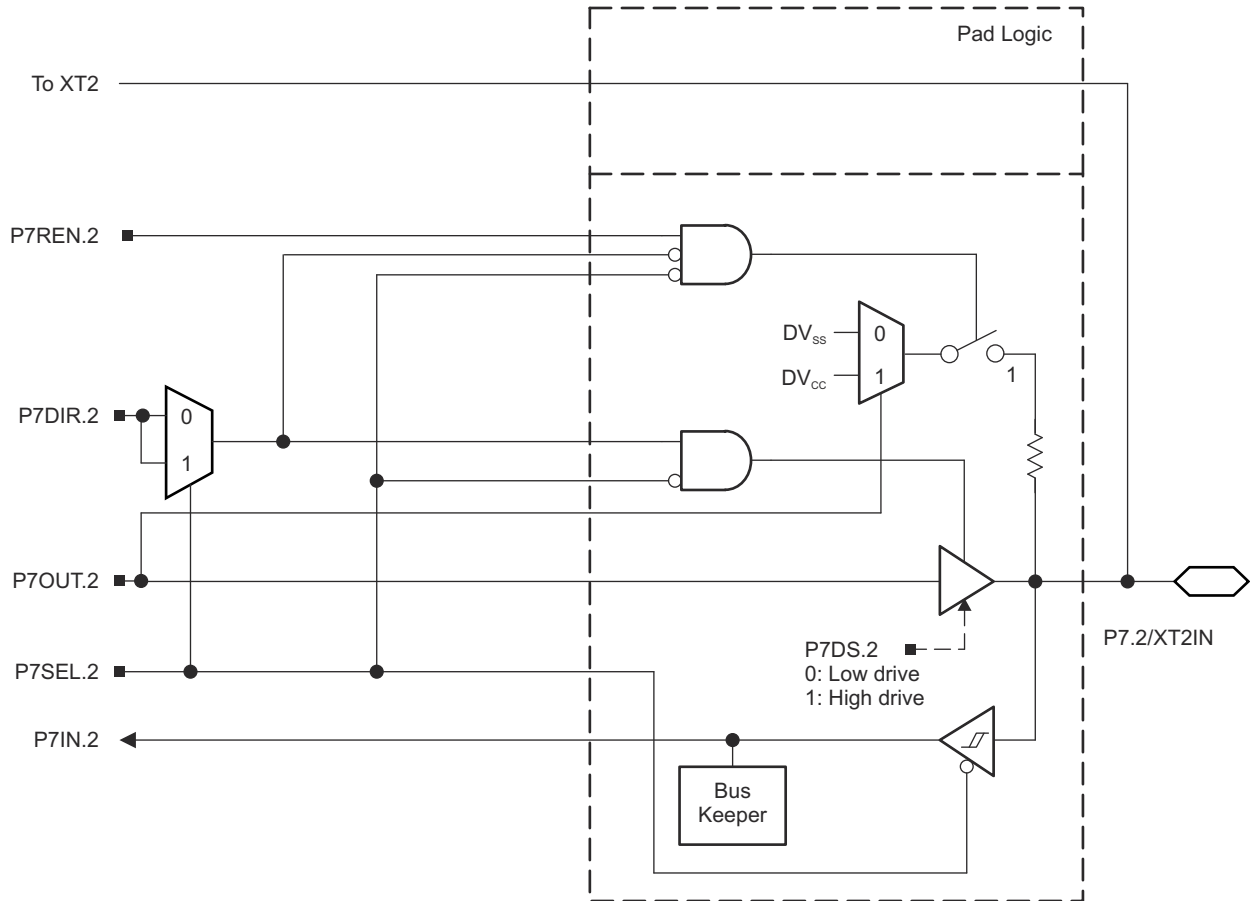 Pad Logic
To XT2
P7REN.2
DVSS
0
DVCC
1
1
P7DIR.2
0
1
P7OUT.2
P7.2/XT2IN
P7DS.2
0: Low drive
1: High drive
P7SEL.2
P7IN.2
Bus
Keeper